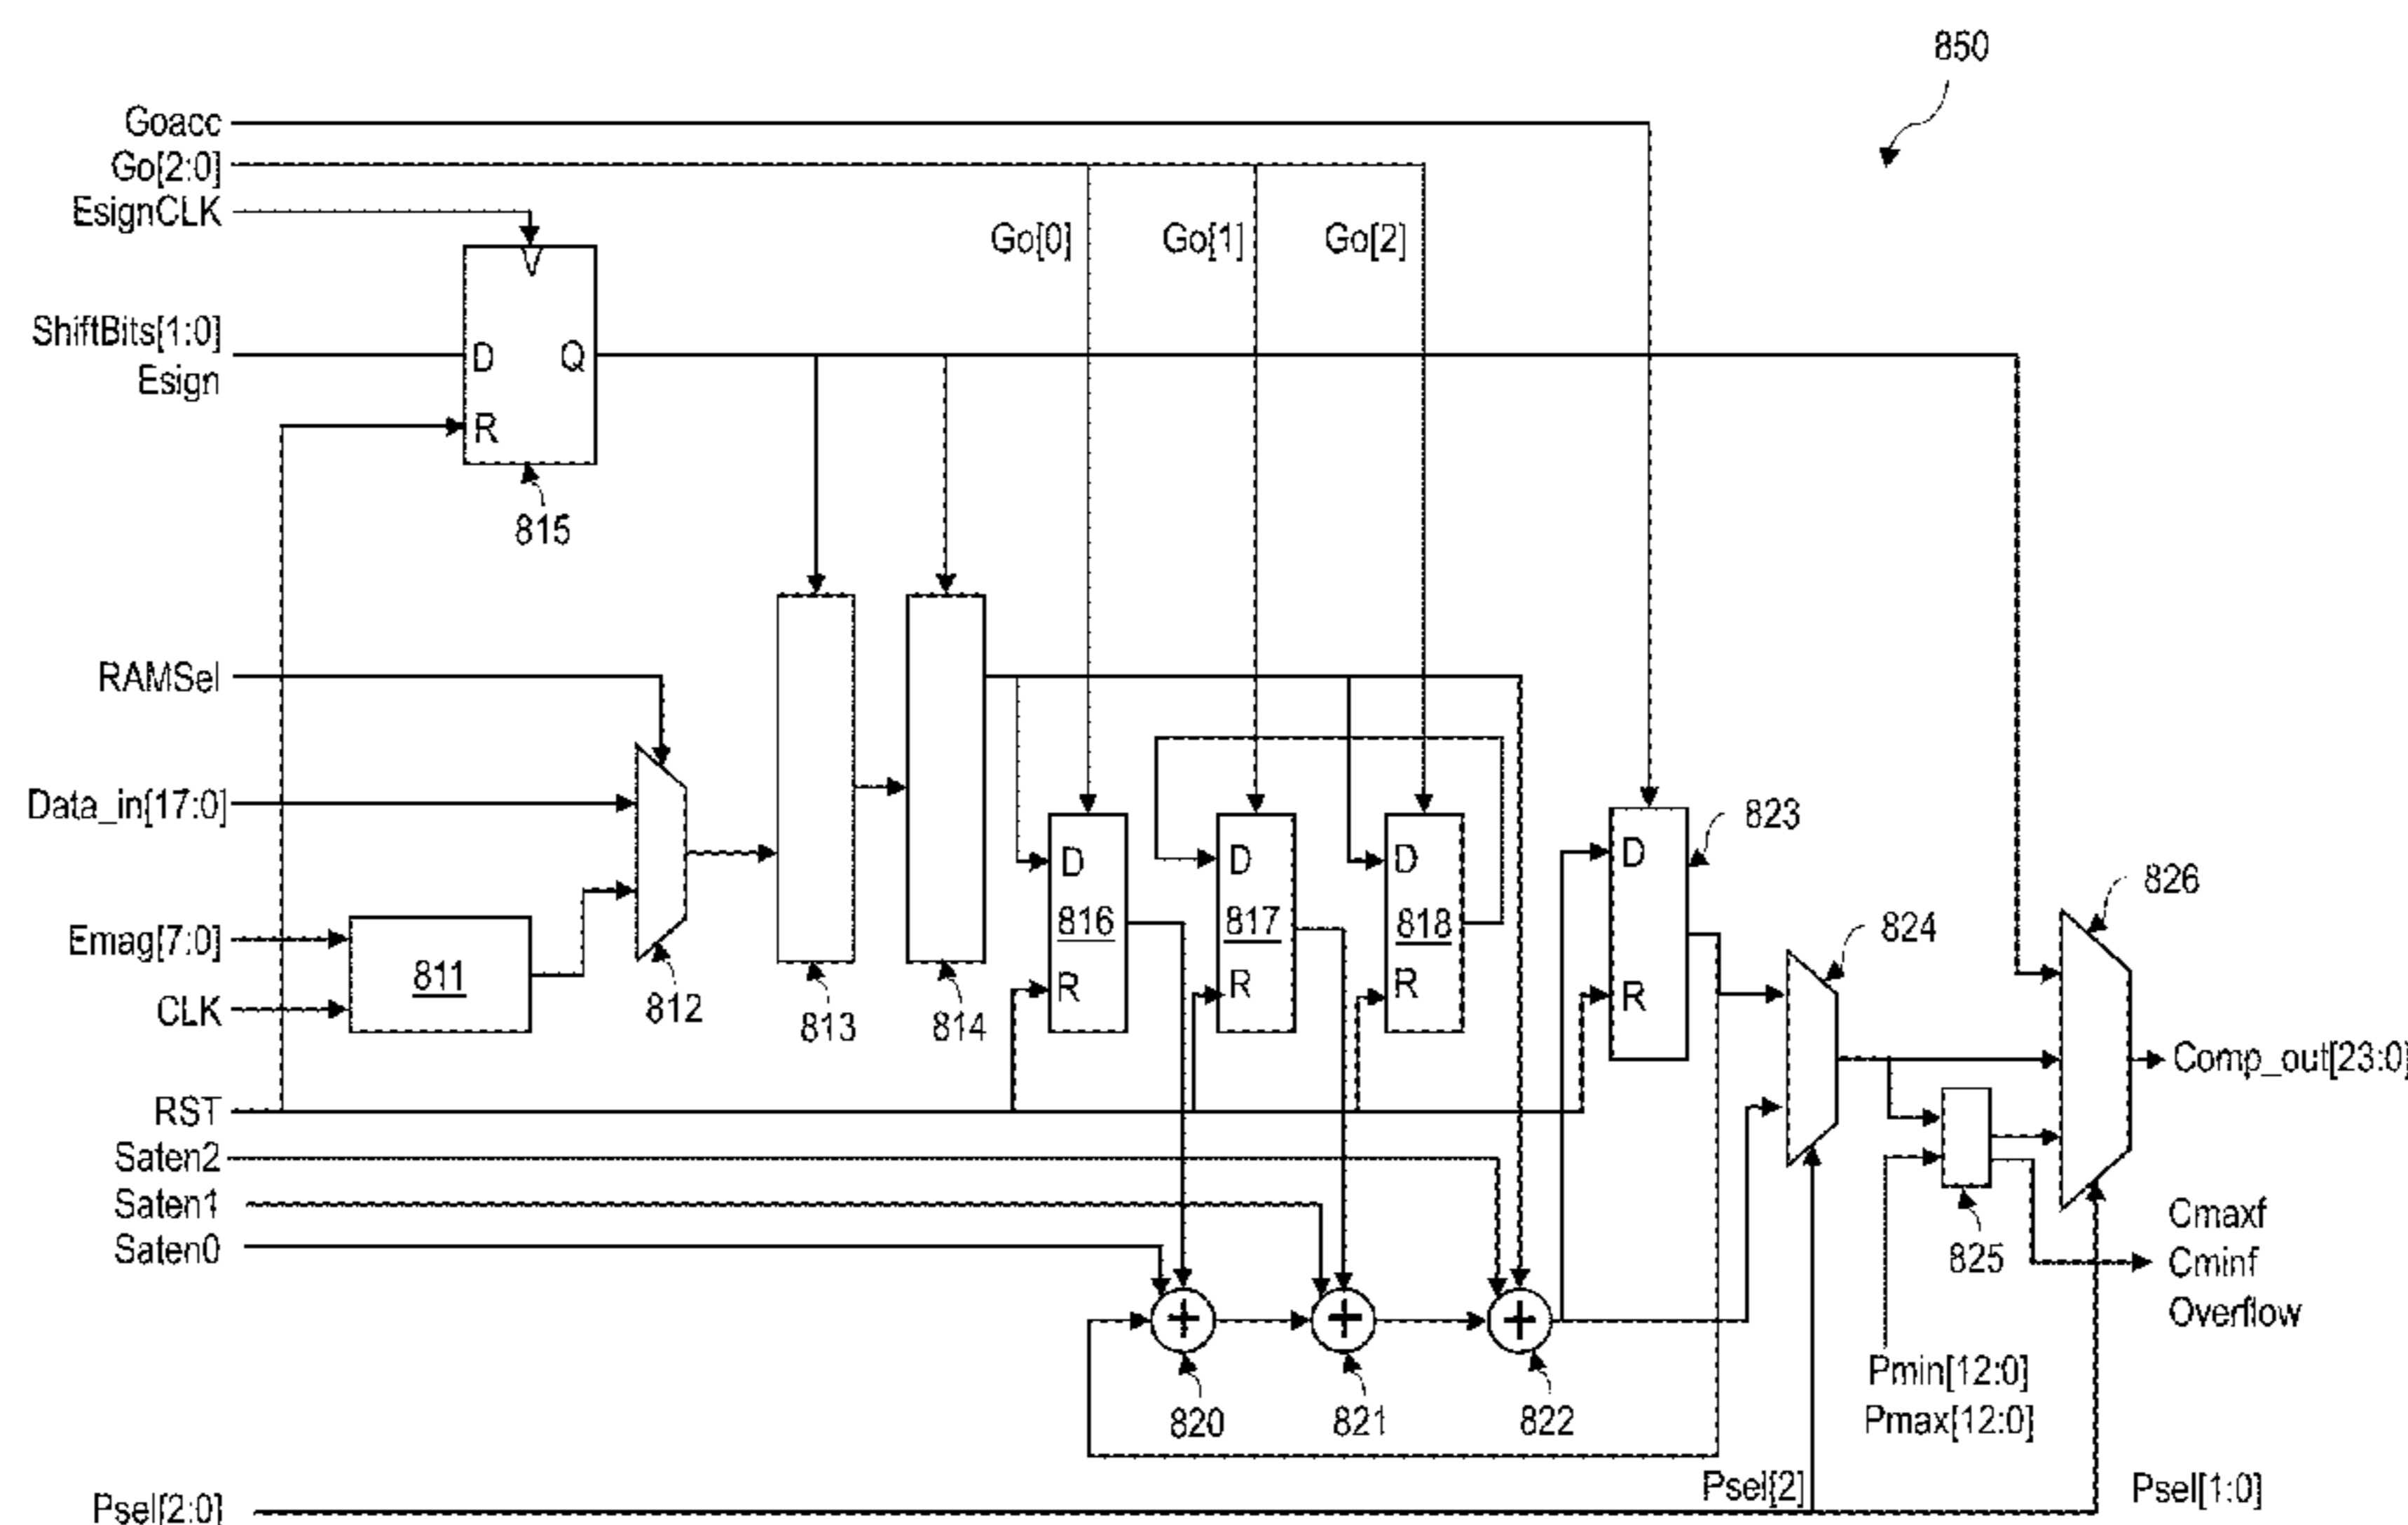 850
Goacc
Go[2:0]
EsignCLK
Go[0]
Go[1]
Go[2]
ShiftBits[1:0]
Esign
D
Q
R
815
RAMSel
Data_in[17:0]
823
D
D
D
D
826
816
817
818
824
Emag[7:0]
811
R
R
R
R
CLK
812
813
814
Comp_out[23:0]
RST
Saten2
Saten1
Saten0
Cmaxf
825
Cminf
Overflow
+
+
+
820
821
822
Pmin[12:0]
Pmax[12:0]
Psel[2:0]
Psel[2]
Psel[1:0]